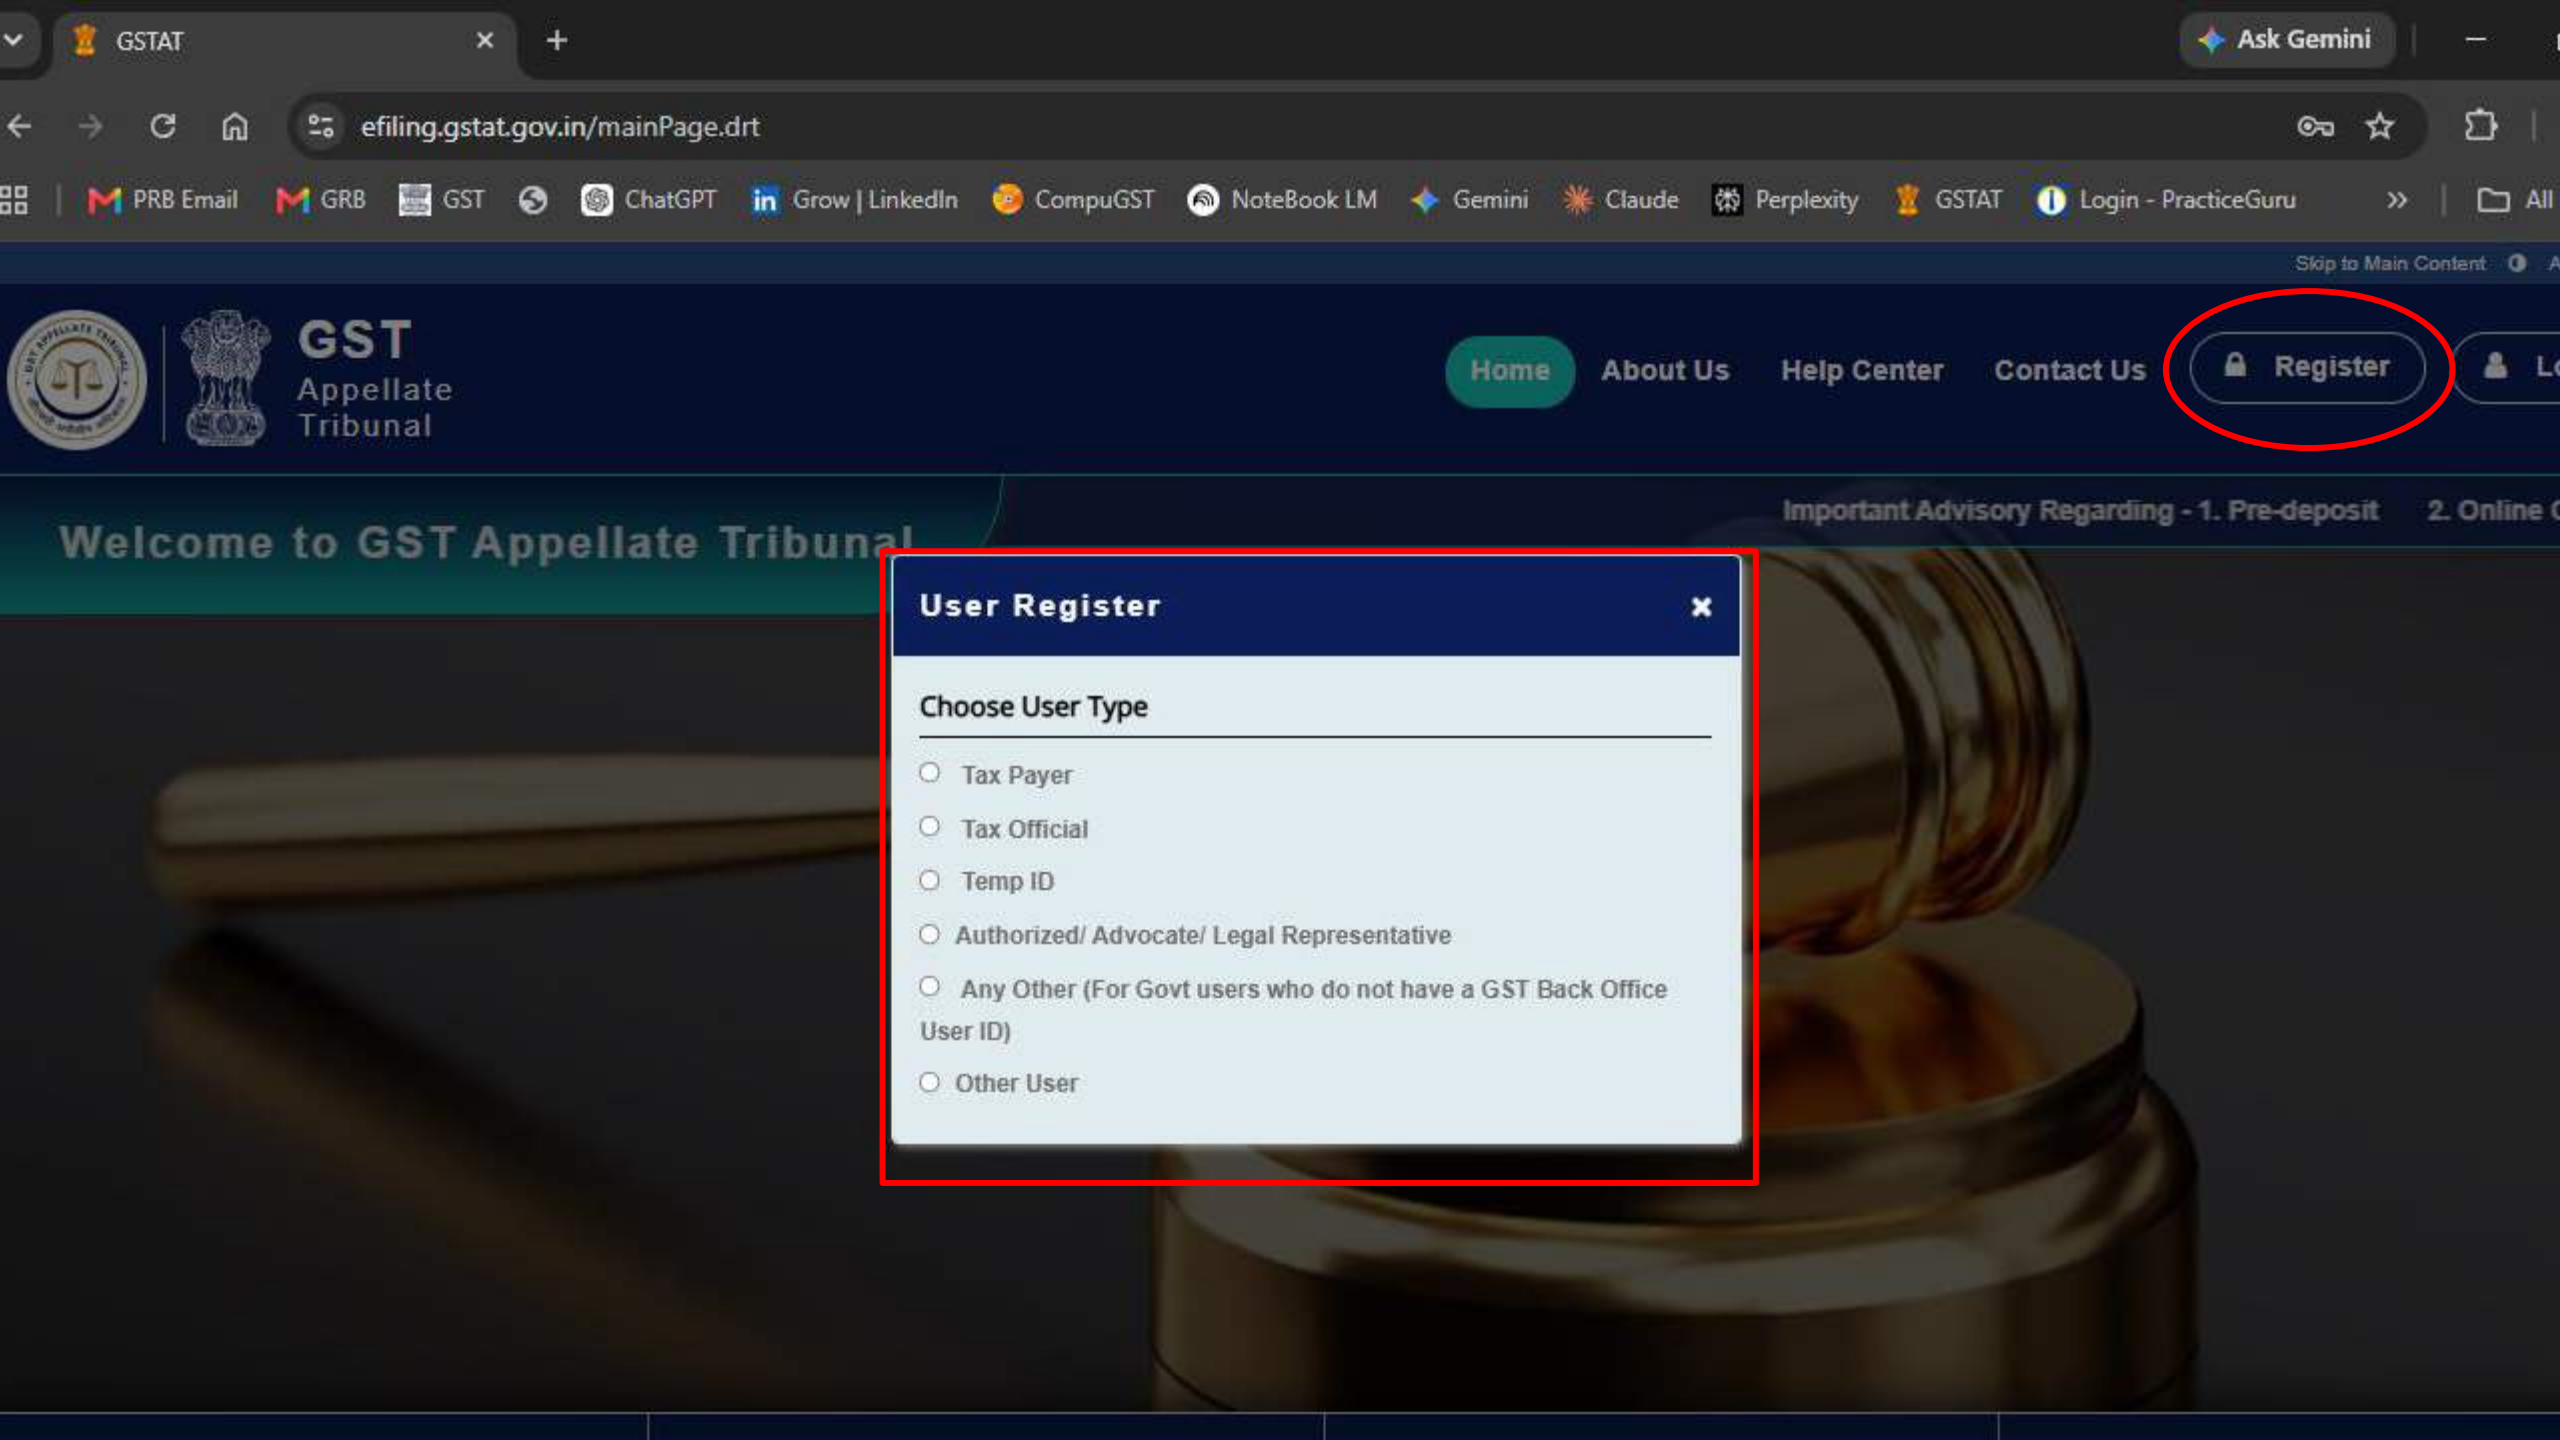 GSTAT
Ask Gemini
efiling.gstat.gov.in/mainPage.drt
PRB Email
GRB
GST
ChatGPT
Grow | LinkedIn
CompuGST
NoteBook LM
Gemini
Claude
Perplexity
GSTAT
Login - PracticeGuru
All
Skip to Main Content
GST
Appellate
Tribunal
Home
About Us
Help Center
Contact Us
Register
Welcome to GST Appellate Tribunal
Important Advisory Regarding - 1. Pre-deposit
2. Online
User Register
Choose User Type
Tax Payer
Tax Official
Temp ID
Authorized/ Advocate/ Legal Representative
Any Other (For Govt users who do not have a GST Back Office
User ID)
Other User